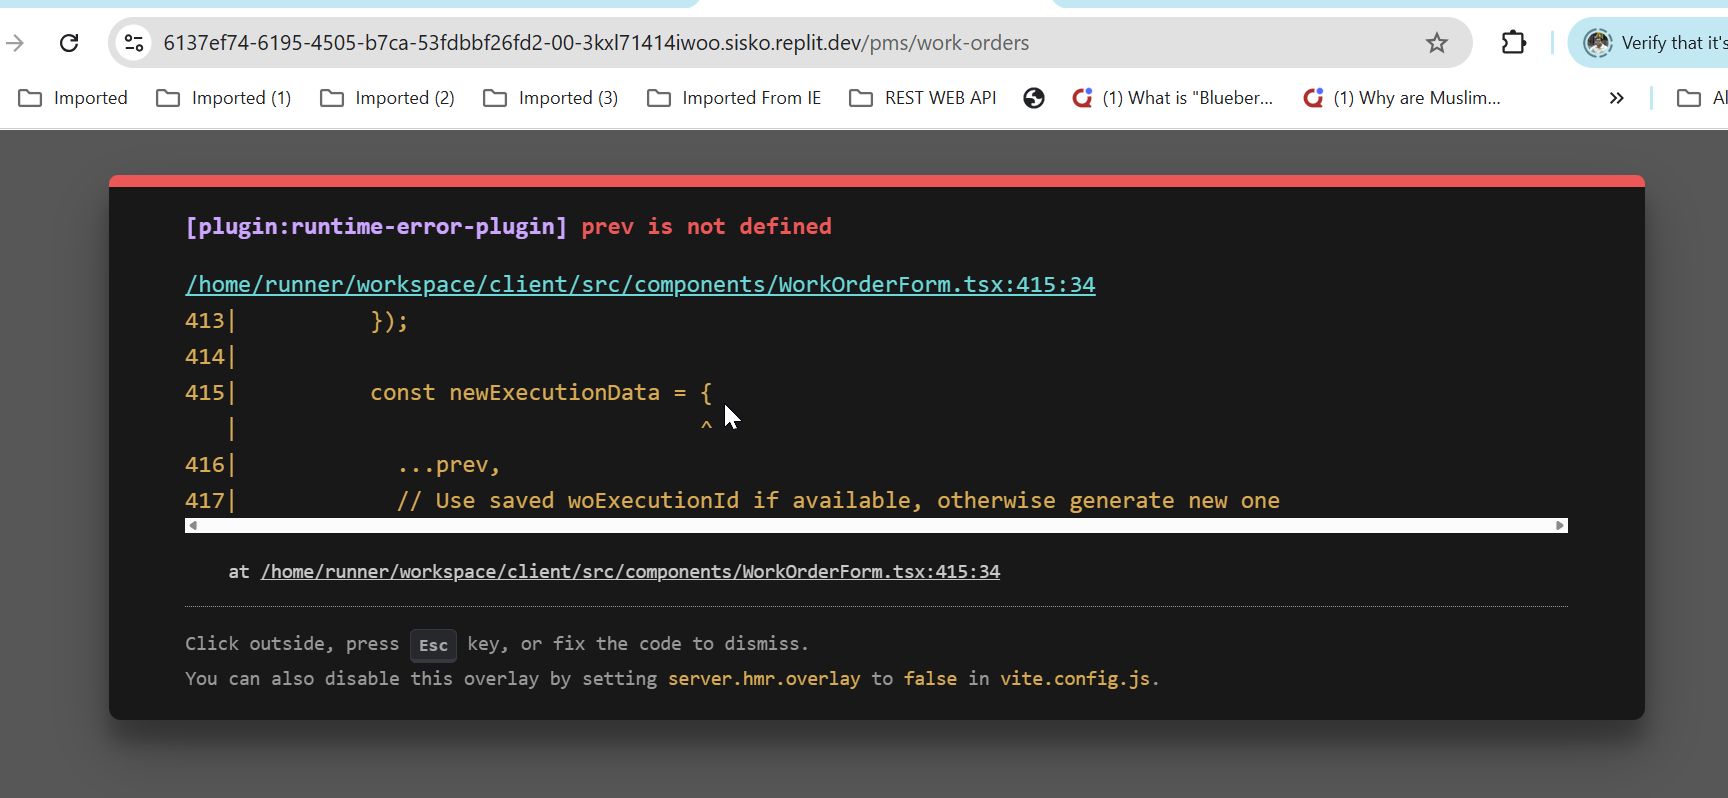 6137ef74-6195-4505-b7ca-53fdbbf26fd2-00-3kxl71414iwoo.sisko.replit.dev/pms/work-orders
Verify that it's
Imported
Imported (1)
Imported (2)
Imported (3)
Imported From IE
REST WEB API
(1) What is "Blueber...
(1) Why are Muslim...
»
Al
[plugin:runtime-error-plugin] prev is not defined
/home/runner/workspace/client/src/components/WorkOrderForm.tsx:415:34
413|          });
414|
415|          const newExecutionData = {
   |                                   ^
416|            ...prev,
417|            // Use saved woExecutionId if available, otherwise generate new one
at /home/runner/workspace/client/src/components/WorkOrderForm.tsx:415:34
Click outside, press Esc key, or fix the code to dismiss.
You can also disable this overlay by setting server.hmr.overlay to false in vite.config.js.